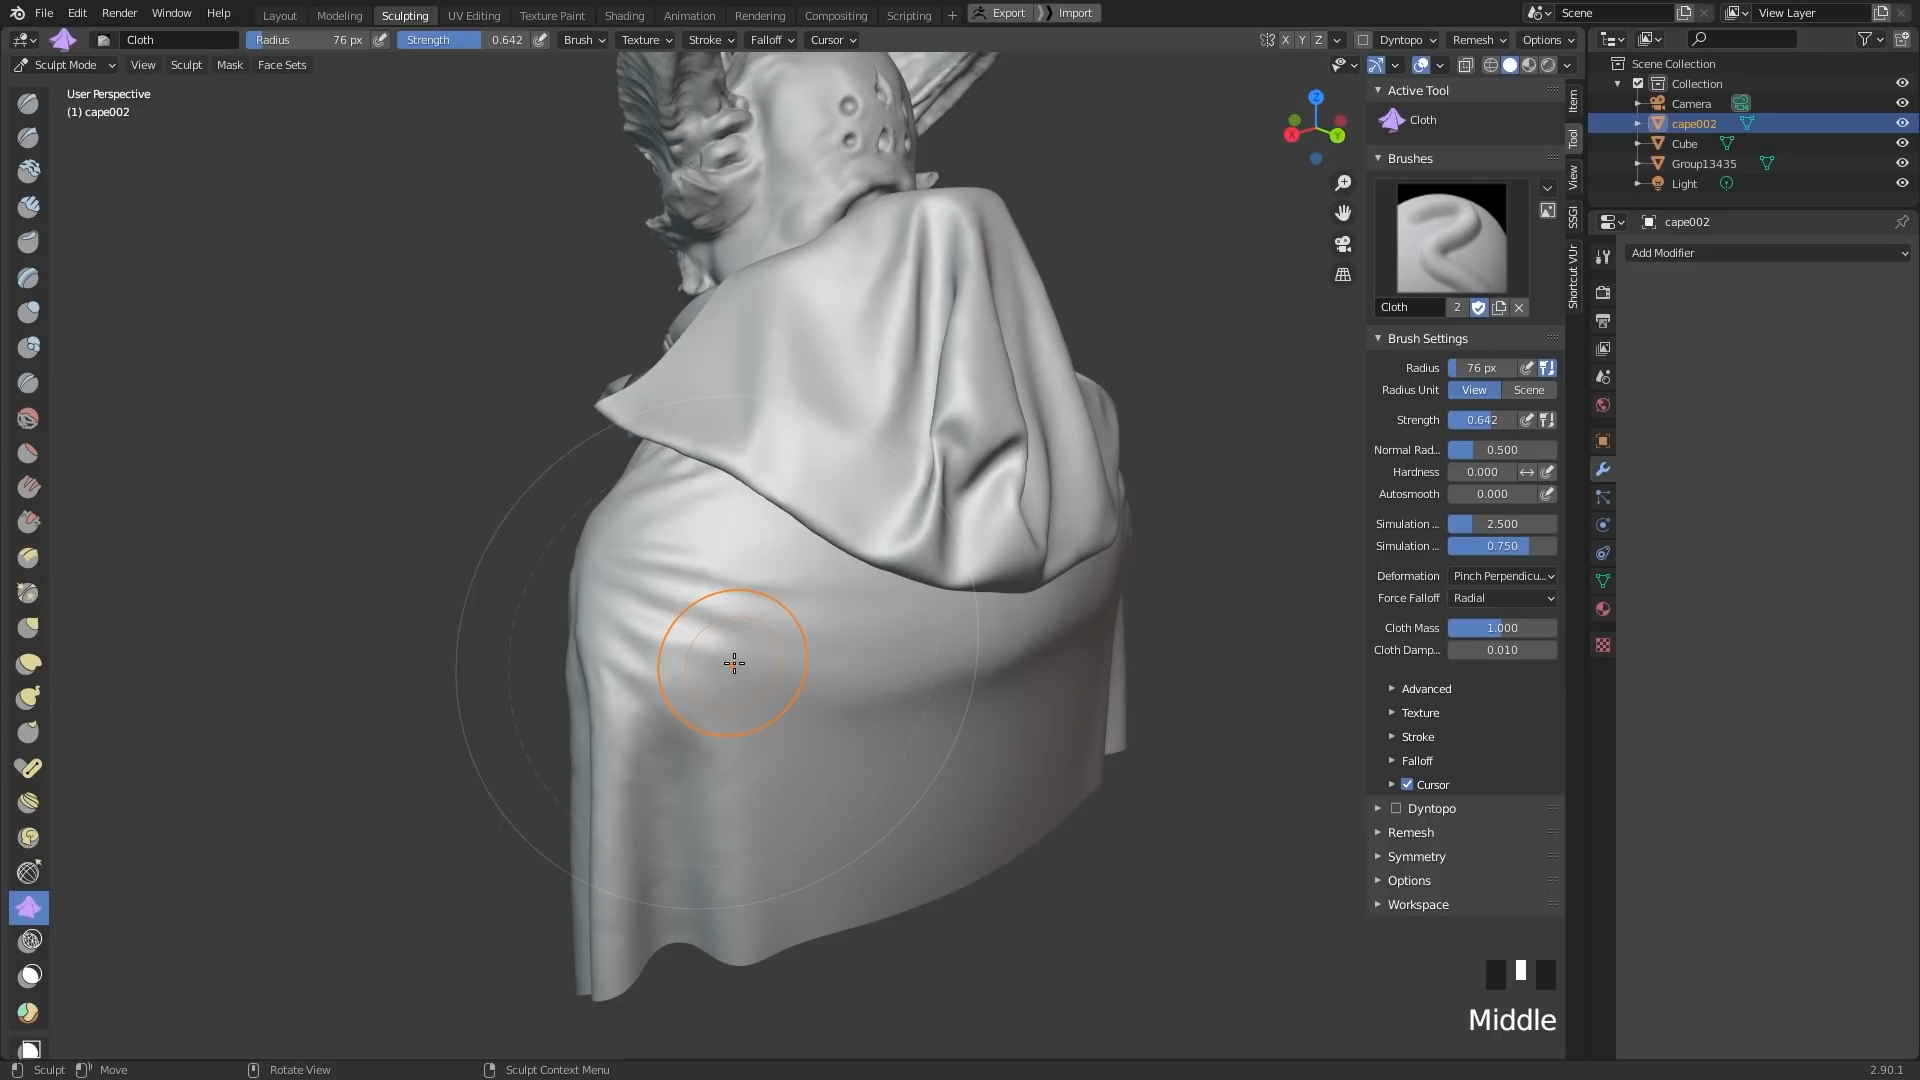 File Edit Render Window Help Layout Modeling Sculpting UV Editing Texture Paint Shading Animation Rendering Compositing Scripting + Export Import Scene View Layer
Cloth Radius 76 px Strength 0.642 Brush Texture Stroke Falloff Cursor X Y Z Dyntopo Remesh Options
Sculpt Mode View Sculpt Mask Face Sets
User Perspective
(1) cape002
Z
X
Y
Active Tool
Cloth
Brushes
Cloth 2
Brush Settings
Radius 76 px
Radius Unit View Scene
Strength 0.642
Normal Rad... 0.500
Hardness 0.000
Autosmooth 0.000
Simulation ... 2.500
Simulation ... 0.750
Deformation Pinch Perpendicu...
Force Falloff Radial
Cloth Mass 1.000
Cloth Damp... 0.010
Advanced
Texture
Stroke
Falloff
Cursor
Dyntopo
Remesh
Symmetry
Options
Workspace
Item
Tool
View
SSGI
Shortcut VUr
Scene Collection
Collection
Camera
cape002
Cube
Group13435
Light
cape002
Add Modifier
Middle
Sculpt Move Rotate View Sculpt Context Menu 2.90.1